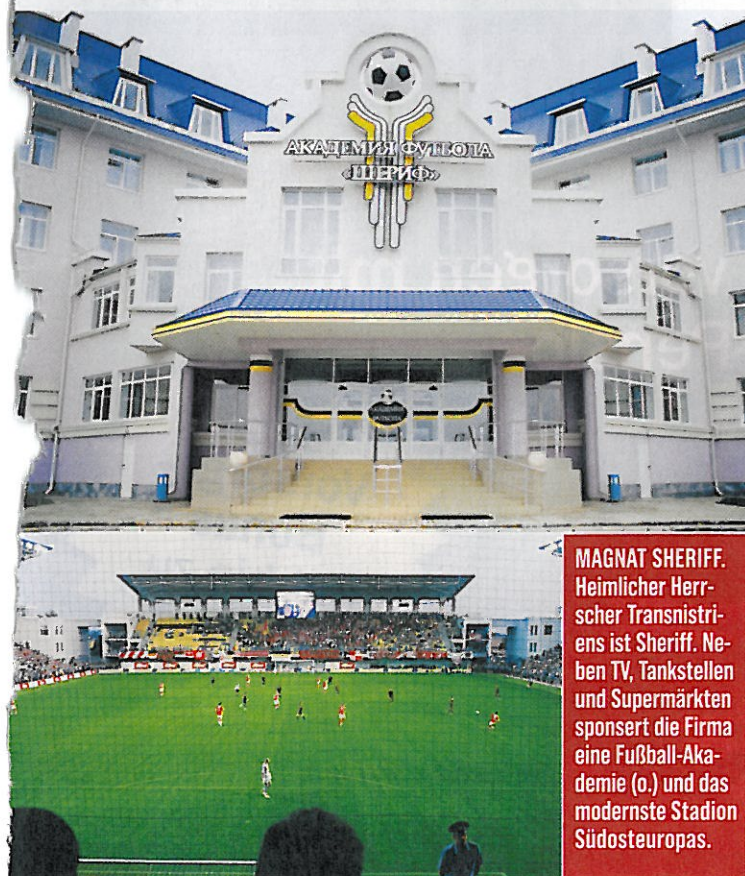 АКАДЕМИЯ ФУТБОЛА
«ШЕРИФ»
MAGNAT SHERIFF.
Heimlicher Herr-
scher Transnistri-
ens ist Sheriff. Ne-
ben TV, Tankstellen
und Supermärkten
sponsert die Firma
eine Fußball-Aka-
demie (o.) und das
modernste Stadion
Südosteuropas.